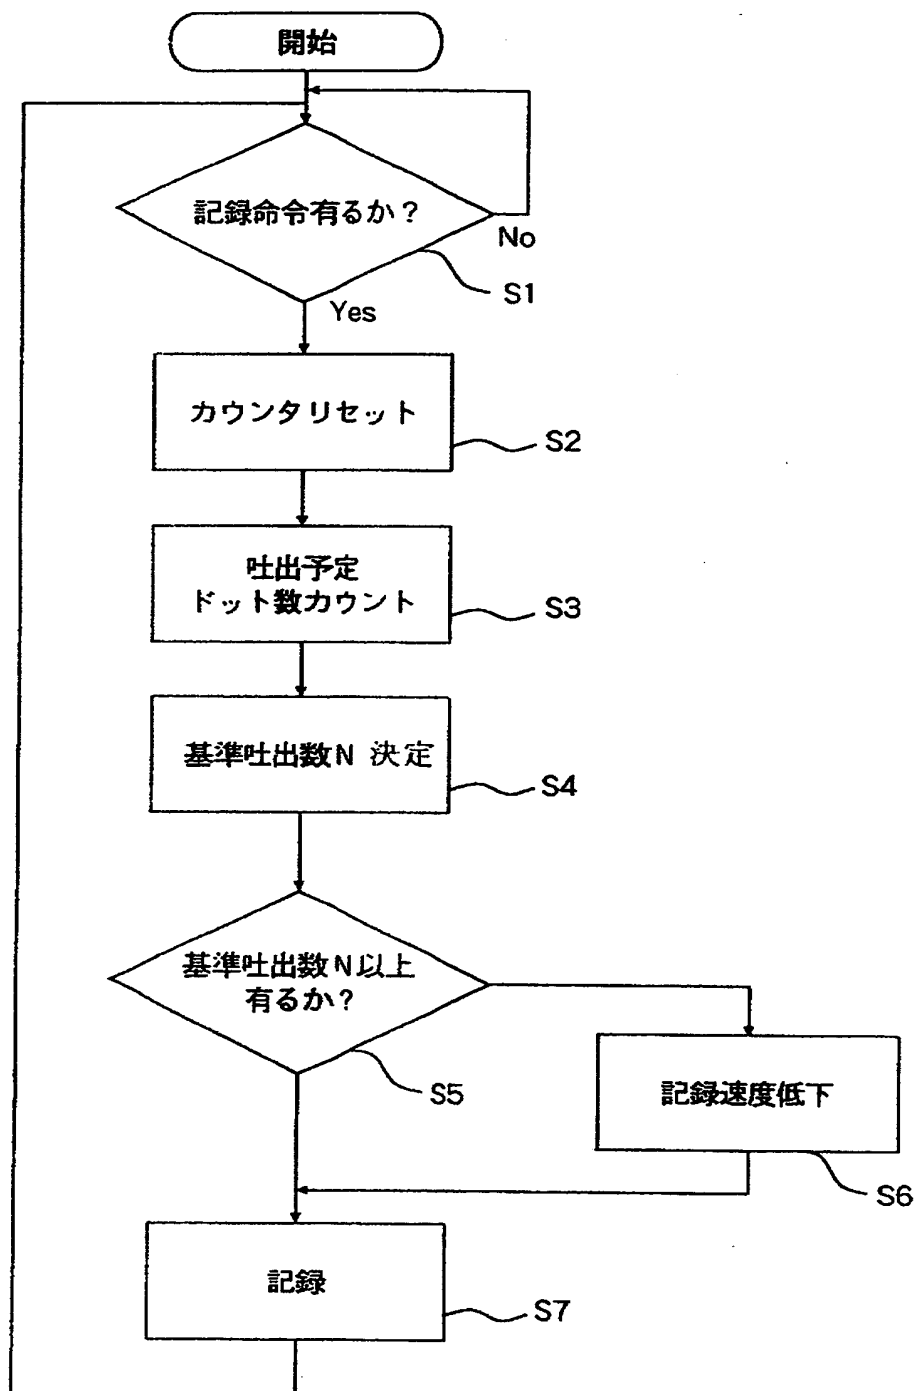 開始
記録命令有るか？
No
S1
Yes
カウンタリセット
S2
吐出予定
ドット数カウント
S3
基準吐出数N 決定
S4
基準吐出数N以上
有るか？
S5
記録速度低下
S6
記録
S7